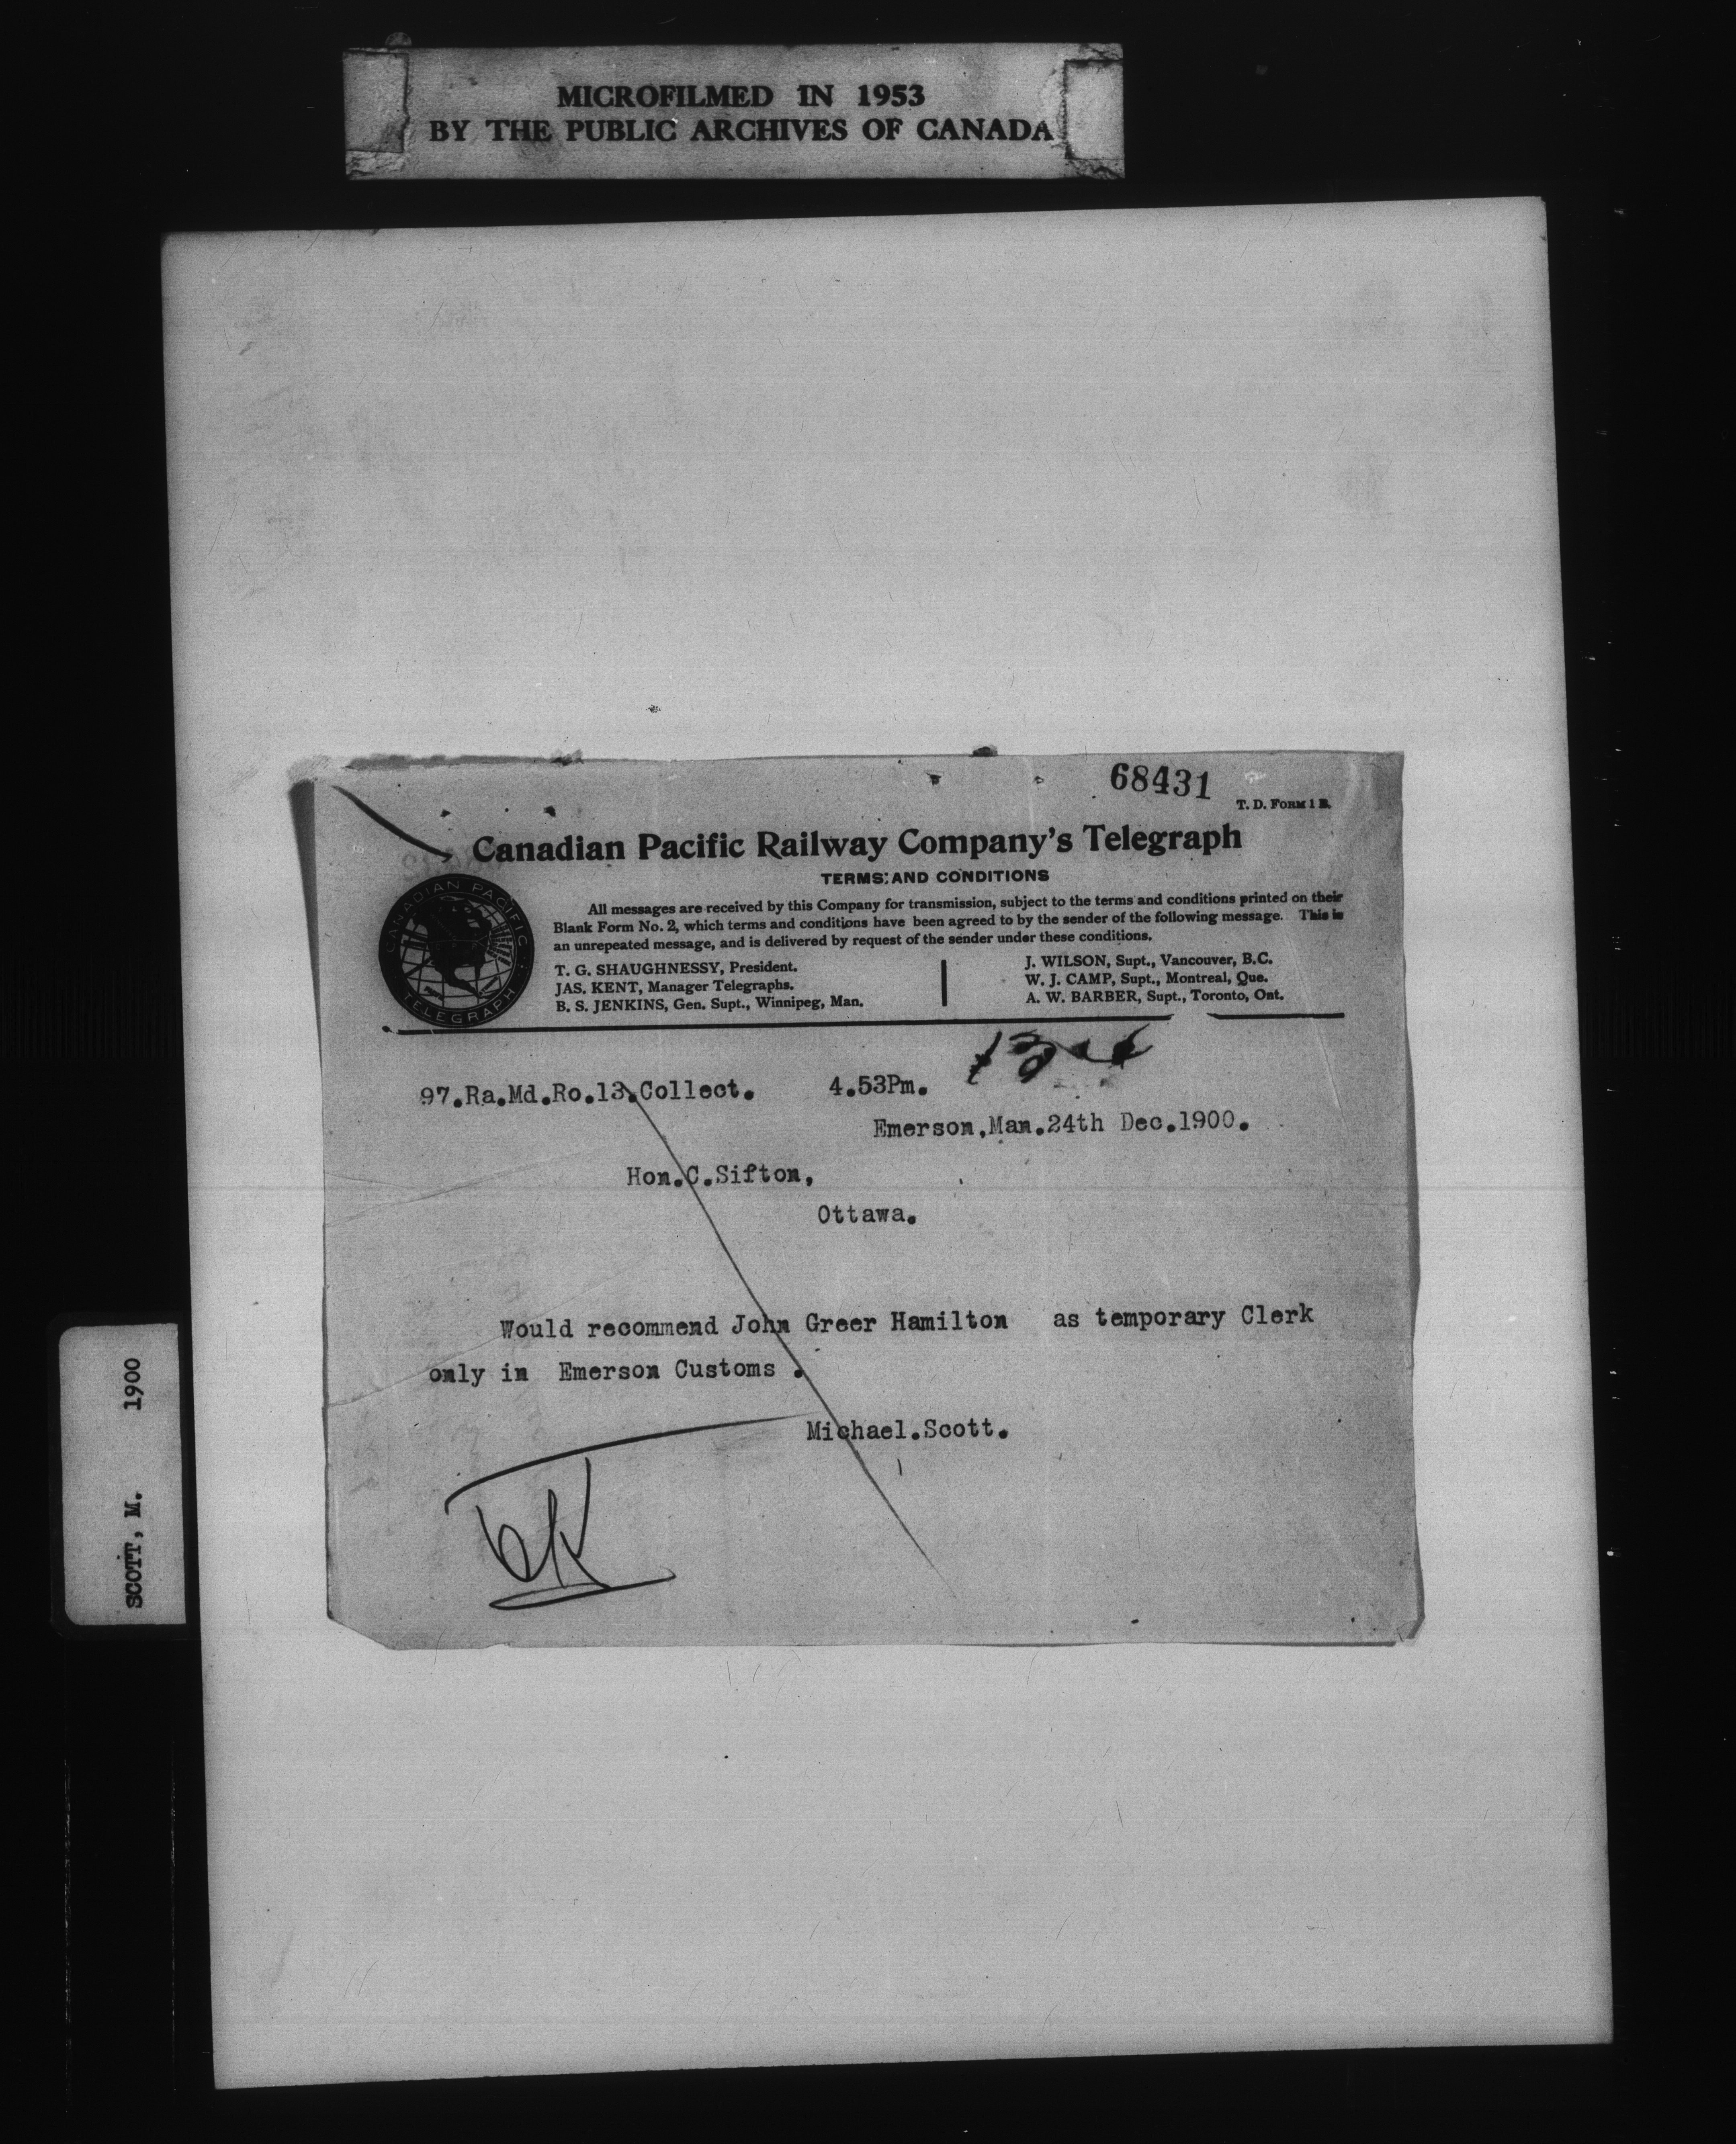 MICROFILMED IN 1953
BY THE PUBLIC ARCHIVES OF CANADA
68431
T. D. FORM 1 B.
Canadian Pacific Railway Company's Telegraph
TERMS AND CONDITIONS
CANADIAN PACIFIC
TELEGRAPH
All messages are received by this Company for transmission, subject to the terms and conditions printed on their
Blank Form No. 2, which terms and conditions have been agreed to by the sender of the following message. This is
an unrepeated message, and is delivered by request of the sender under these conditions.
T. G. SHAUGHNESSY, President.
JAS. KENT, Manager Telegraphs.
B. S. JENKINS, Gen. Supt., Winnipeg, Man.
J. WILSON, Supt., Vancouver, B.C.
W. J. CAMP, Supt., Montreal, Que.
A. W. BARBER, Supt., Toronto, Ont.
97.Ra.Md.Ro.13.Collect. 4.53Pm.
Emerson,Man.24th Dec.1900.
Hon.C.Sifton,
Ottawa.
Would recommend John Greer Hamilton as temporary Clerk
only in Emerson Customs .
Michael.Scott.
SCOTT, M. 1900